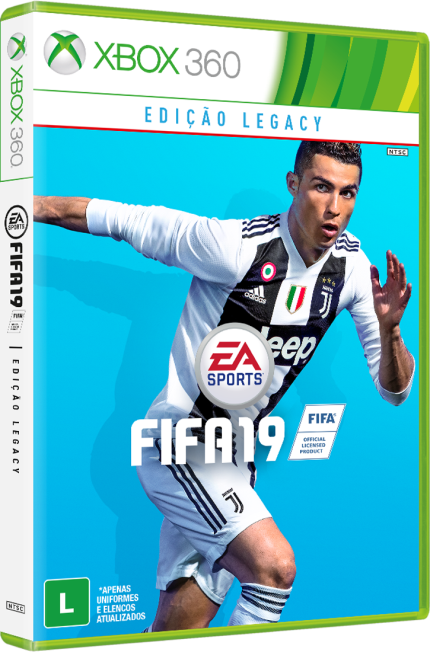 XBOX 360
EDIÇÃO LEGACY
NTSC
adidas
Jeep
EA
SPORTS
FIFA19
FIFA
OFFICIAL
LICENSED
PRODUCT
L
*APENAS
UNIFORMES
E ELENCOS
ATUALIZADOS
XBOX 360
EA
SPORTS
FIFA19
EDIÇÃO LEGACY
NTSC